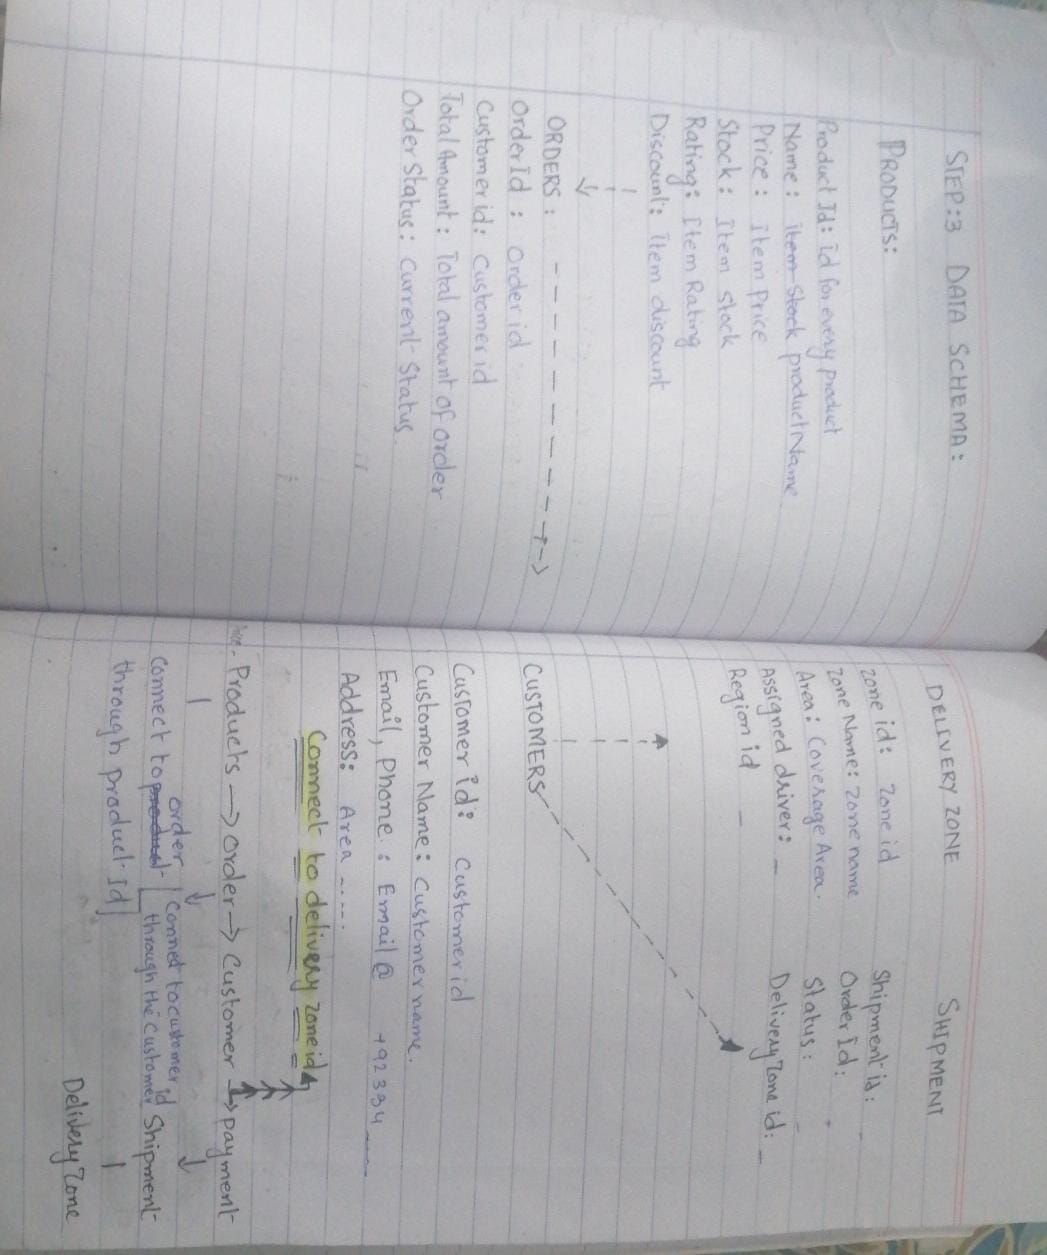 STEP:3 DATA SCHEMA:
PRODUCTS:
Product Id: id for every product
Name: item Stock productName
Price: item price
Stock: Item stock
Rating: Item Rating
Discount: item discount
ORDERS:
Order Id: Order id
Customer id: Customer id
Total Amount: Total amount of order
Order Status: Current Status
DELIVERY ZONE
Zone id: Zone id
Zone Name: Zone name
Area: Coverage Area.
Assigned driver: -
Region id -
SHIPMENT
Shipment id: -
Order id: -
Status: -
Delivery Zone id: -
CUSTOMERS
Customer id: Customer id
Customer Name: Customer name.
Email, Phone: Email@ +92334 ___
Address: Area .....
Connect to delivery zone id
Products → Order → Customer → payment
Connect to product order
through product Id
Connect to customer id
through the Customer
Shipment
Delivery Zone